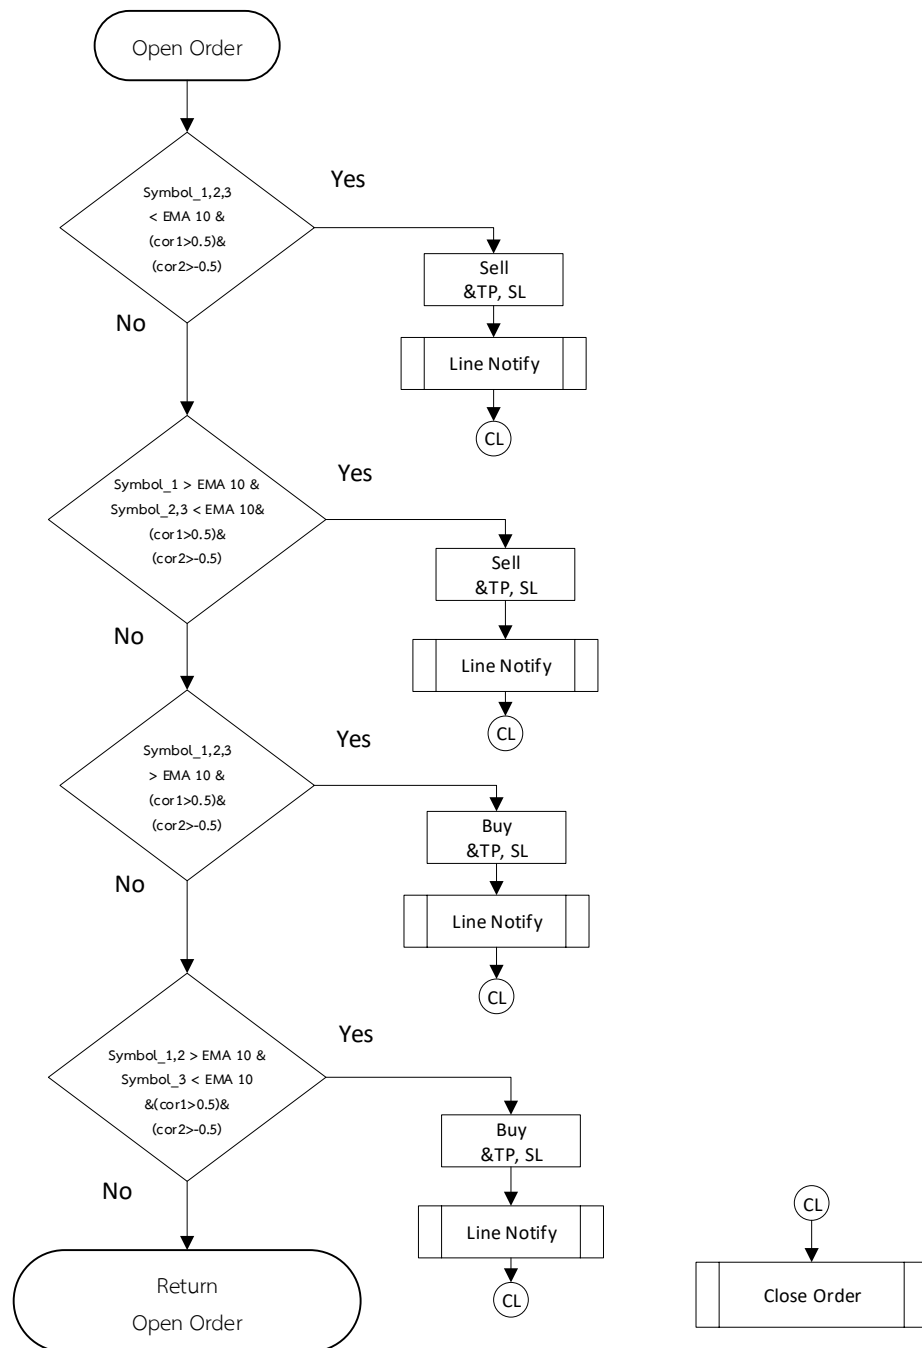 Open Order
Symbol_1,2,3
< EMA 10 &
(cor1>0.5)&
(cor2>-0.5)
Yes
Sell
&TP, SL
Line Notify
CL
No
Symbol_1 > EMA 10 &
Symbol_2,3 < EMA 10&
(cor1>0.5)&
(cor2>-0.5)
Yes
Sell
&TP, SL
Line Notify
CL
No
Symbol_1,2,3
> EMA 10 &
(cor1>0.5)&
(cor2>-0.5)
Yes
Buy
&TP, SL
Line Notify
CL
No
Symbol_1,2 > EMA 10 &
Symbol_3 < EMA 10
&(cor1>0.5)&
(cor2>-0.5)
Yes
Buy
&TP, SL
Line Notify
CL
No
Return
Open Order
CL
Close Order